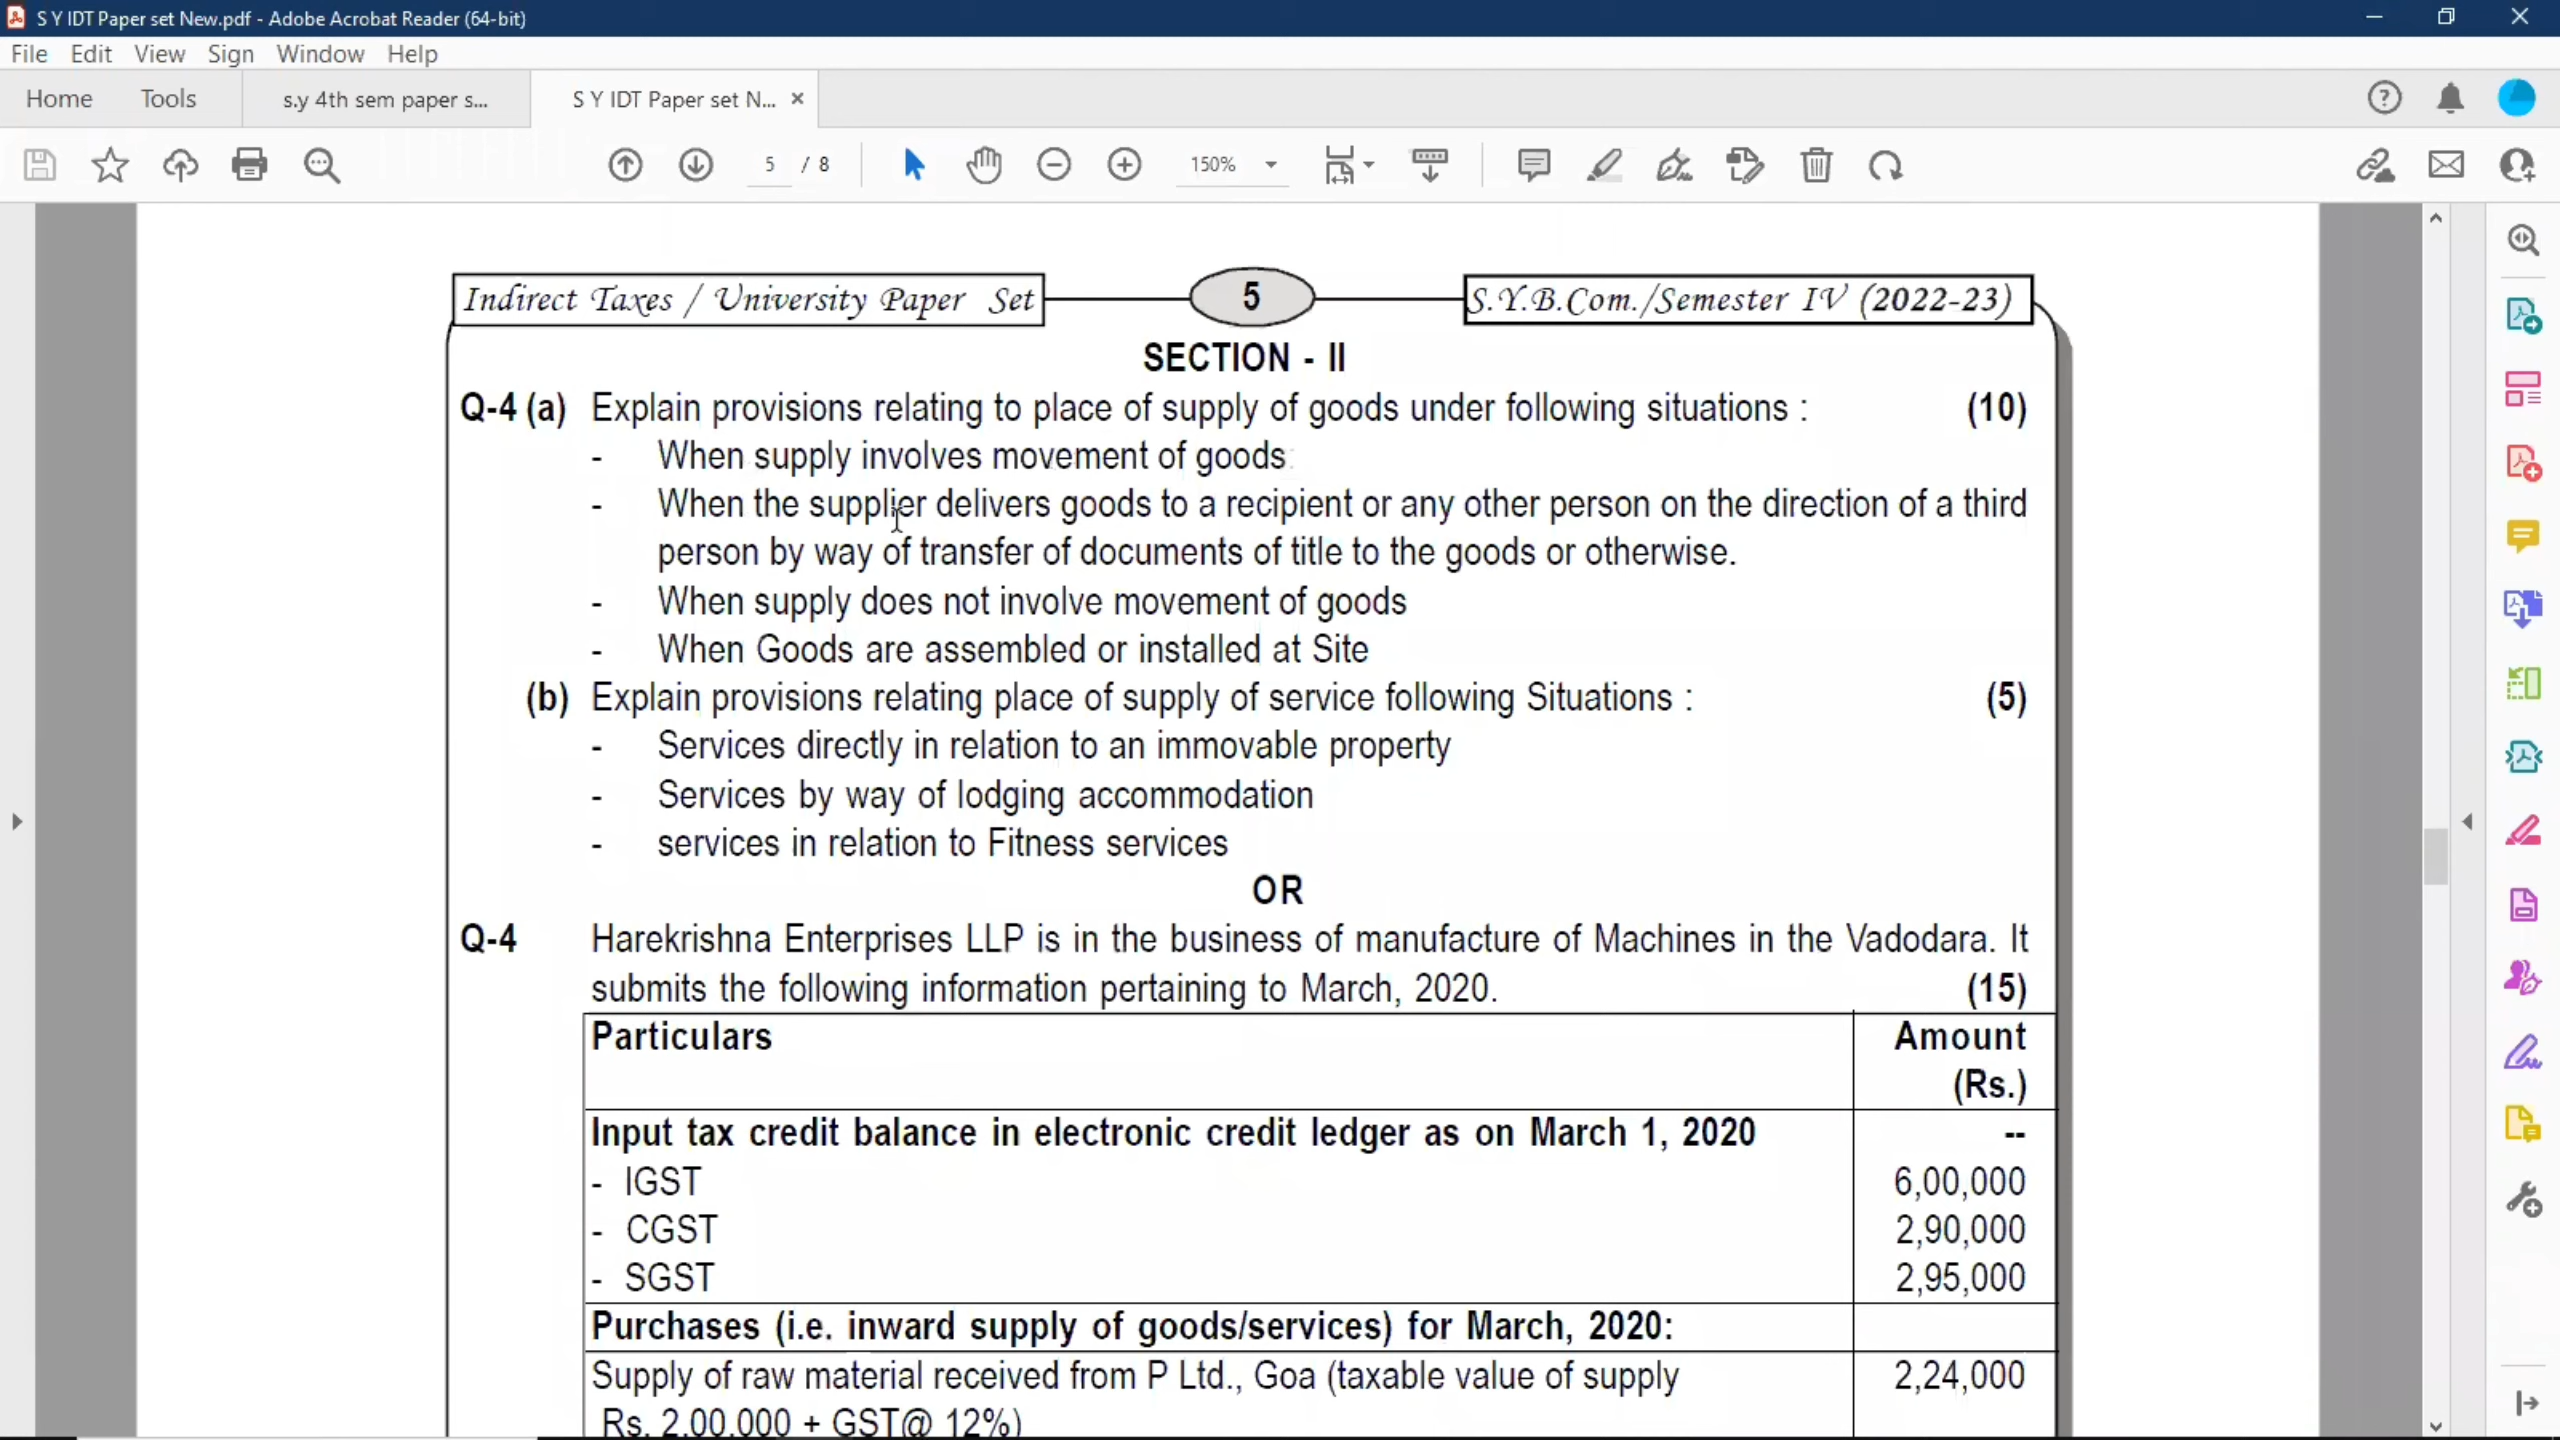 S Y IDT Paper set New.pdf - Adobe Acrobat Reader (64-bit)
File Edit View Sign Window Help
Home Tools s.y 4th sem paper s... S Y IDT Paper set N... ×
5 / 8 150%
Indirect Taxes / University Paper Set 5 S.Y.B.Com./Semester IV (2022-23)
SECTION - II
Q-4 (a) Explain provisions relating to place of supply of goods under following situations : (10)
- When supply involves movement of goods
- When the supplier delivers goods to a recipient or any other person on the direction of a third
person by way of transfer of documents of title to the goods or otherwise.
- When supply does not involve movement of goods
- When Goods are assembled or installed at Site
(b) Explain provisions relating place of supply of service following Situations : (5)
- Services directly in relation to an immovable property
- Services by way of lodging accommodation
- services in relation to Fitness services
OR
Q-4 Harekrishna Enterprises LLP is in the business of manufacture of Machines in the Vadodara. It
submits the following information pertaining to March, 2020. (15)
Particulars Amount
(Rs.)
Input tax credit balance in electronic credit ledger as on March 1, 2020 --
- IGST 6,00,000
- CGST 2,90,000
- SGST 2,95,000
Purchases (i.e. inward supply of goods/services) for March, 2020:
Supply of raw material received from P Ltd., Goa (taxable value of supply 2,24,000
Rs. 2,00,000 + GST@ 12%)